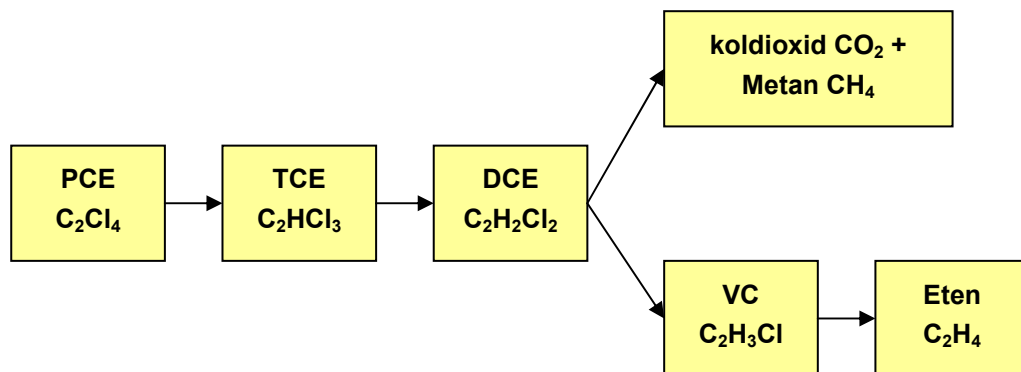 koldioxid CO₂ +
Metan CH₄
PCE
C₂Cl₄
TCE
C₂HCl₃
DCE
C₂H₂Cl₂
VC
C₂H₃Cl
Eten
C₂H₄